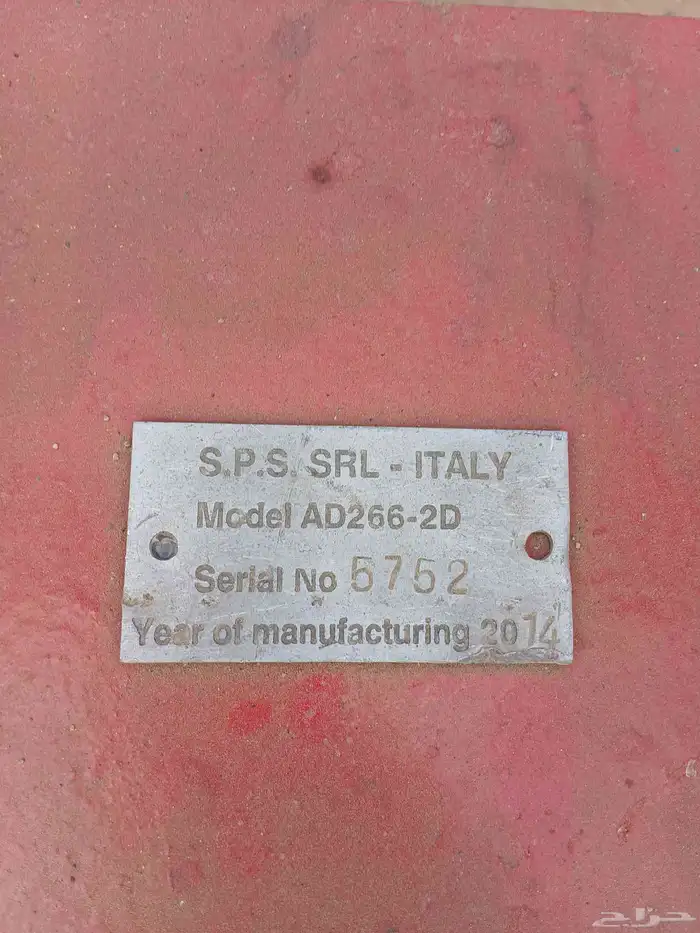 S.P.S. SRL - ITALY
Model AD266-2D
Serial No 5752
Year of manufacturing 2014
حراج